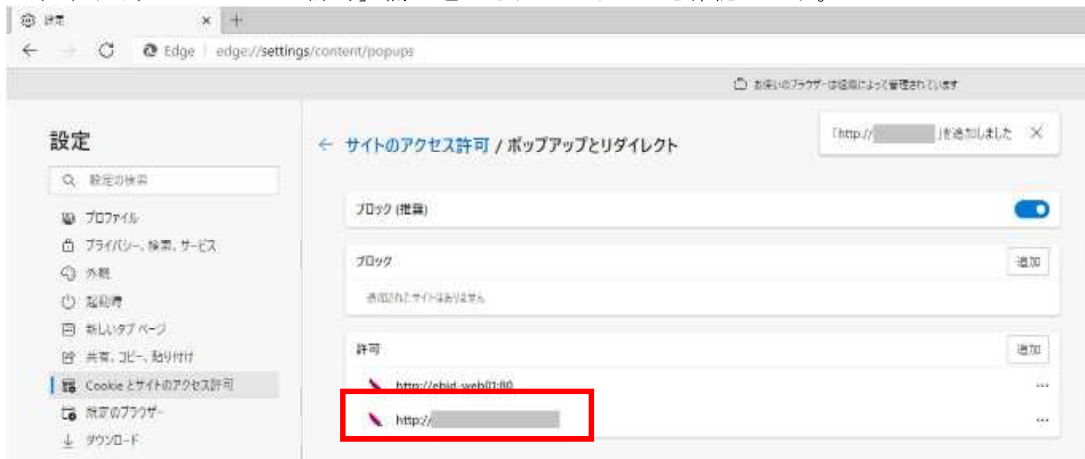 設定
Edge edge://settings/content/popups
お使いのブラウザーは組織によって管理されています
設定
サイトのアクセス許可 / ポップアップとリダイレクト
「http:// 」を追加しました
設定の検索
プロファイル
プライバシー、検索、サービス
外観
起動時
新しいタブ ページ
共有、コピー、貼り付け
Cookie とサイトのアクセス許可
既定のブラウザー
ダウンロード
ブロック (推奨)
ブロック
追加
追加されたサイトはありません
許可
追加
http://ebid-web01:80
http://